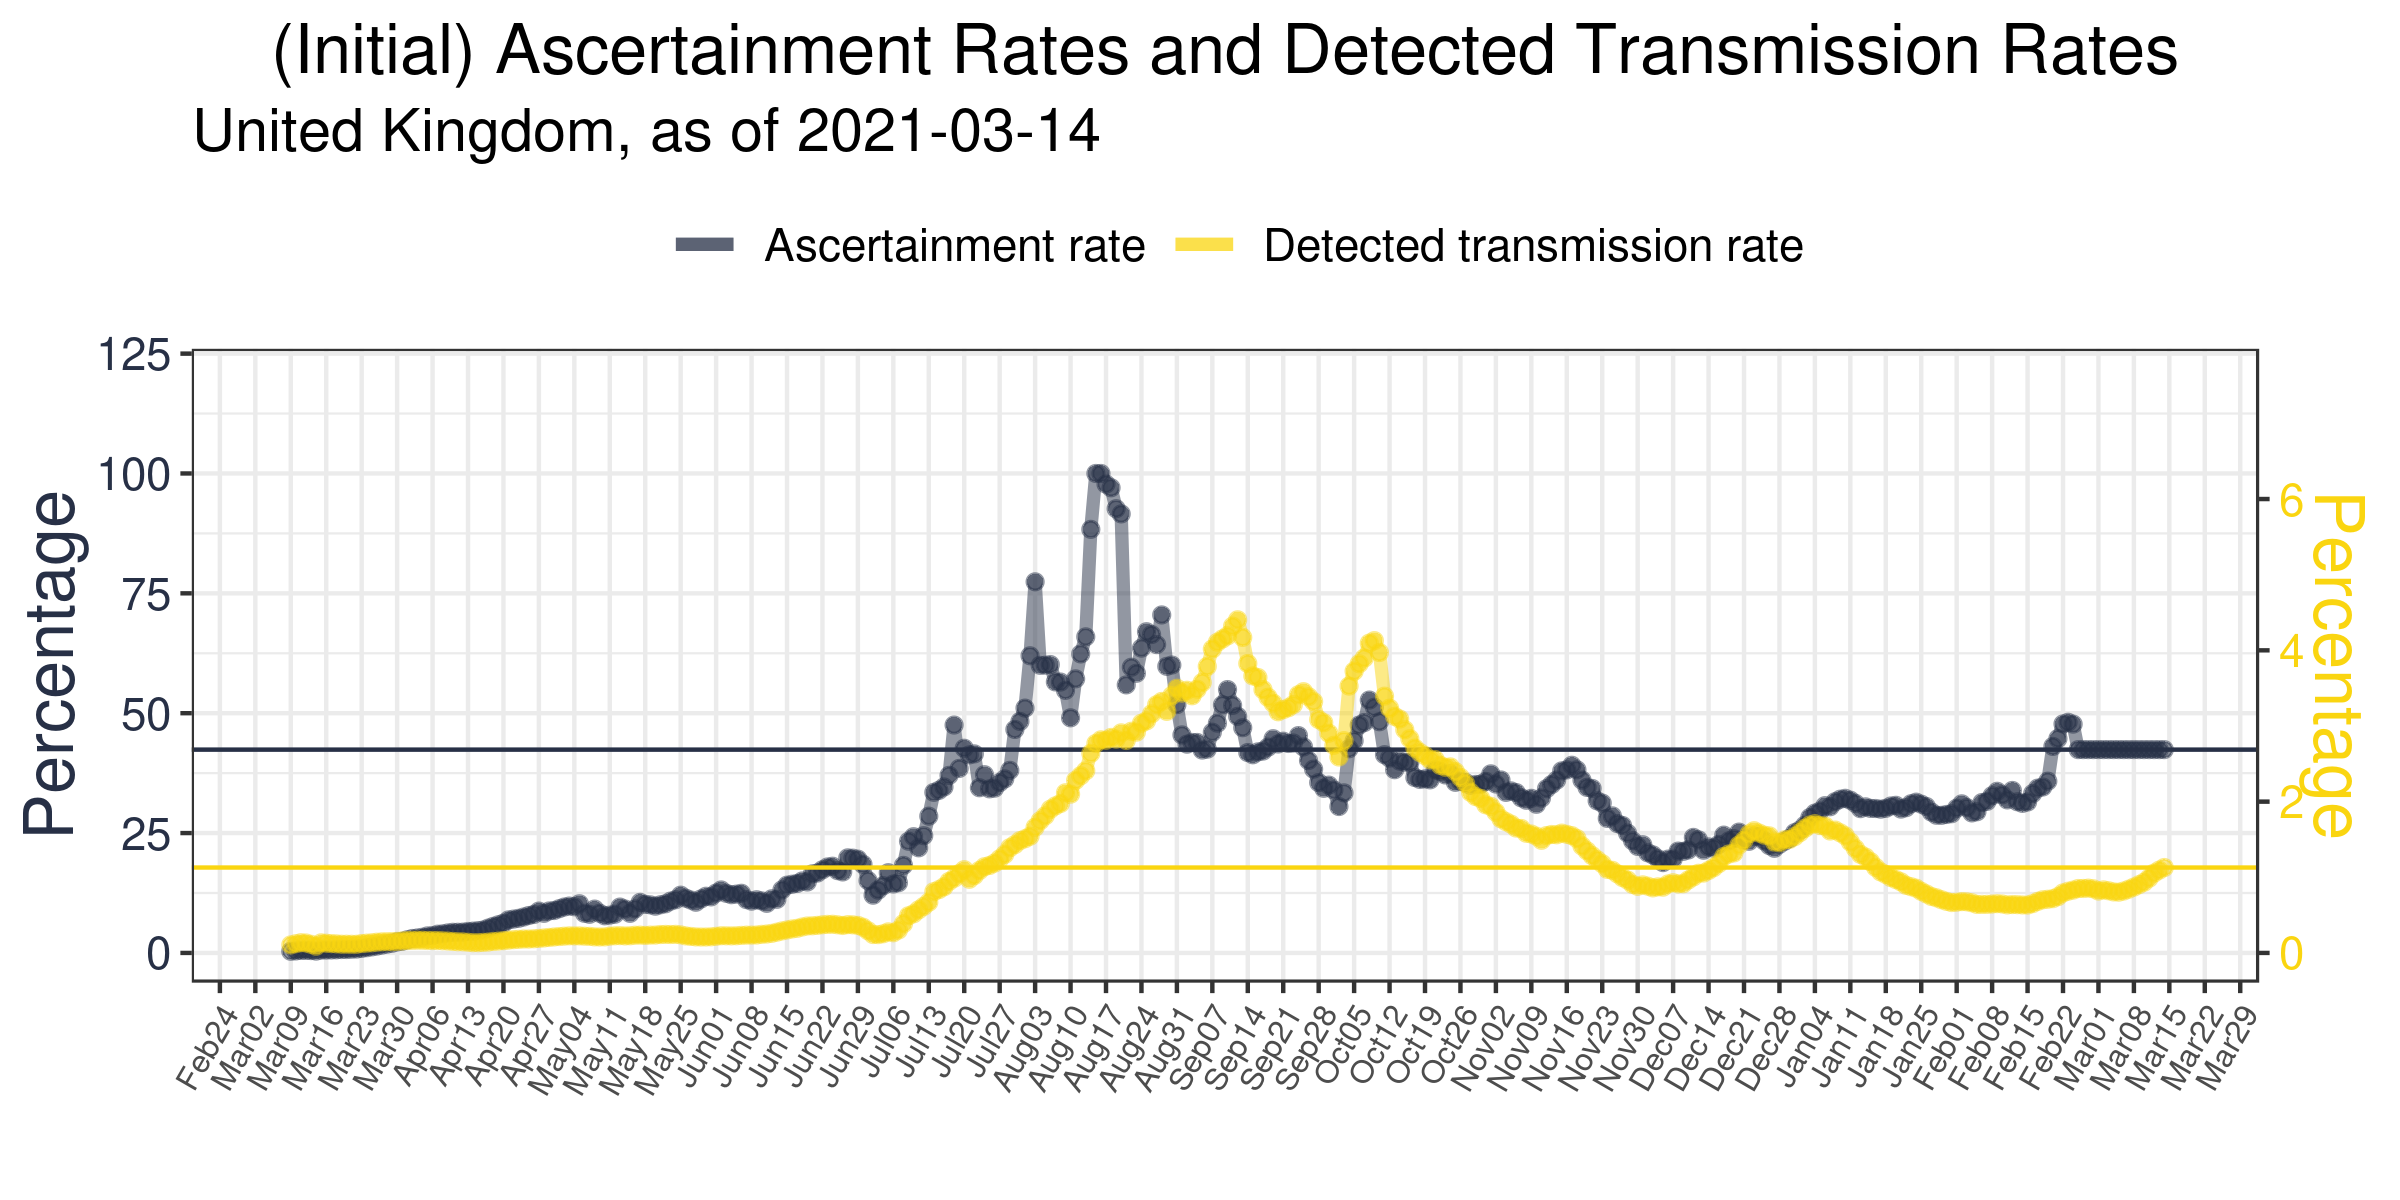 (Initial) Ascertainment Rates and Detected Transmission Rates
United Kingdom, as of 2021-03-14
Ascertainment rate
Detected transmission rate
Percentage
125
100
75
50
25
0
6
4
2
0
Percentage
Feb24
Mar02
Mar09
Mar16
Mar23
Mar30
Apr06
Apr13
Apr20
Apr27
May04
May11
May18
May25
Jun01
Jun08
Jun15
Jun22
Jun29
Jul06
Jul13
Jul20
Jul27
Aug03
Aug10
Aug17
Aug24
Aug31
Sep07
Sep14
Sep21
Sep28
Oct05
Oct12
Oct19
Oct26
Nov02
Nov09
Nov16
Nov23
Nov30
Dec07
Dec14
Dec21
Dec28
Jan04
Jan11
Jan18
Jan25
Feb01
Feb08
Feb15
Feb22
Mar01
Mar08
Mar15
Mar22
Mar29